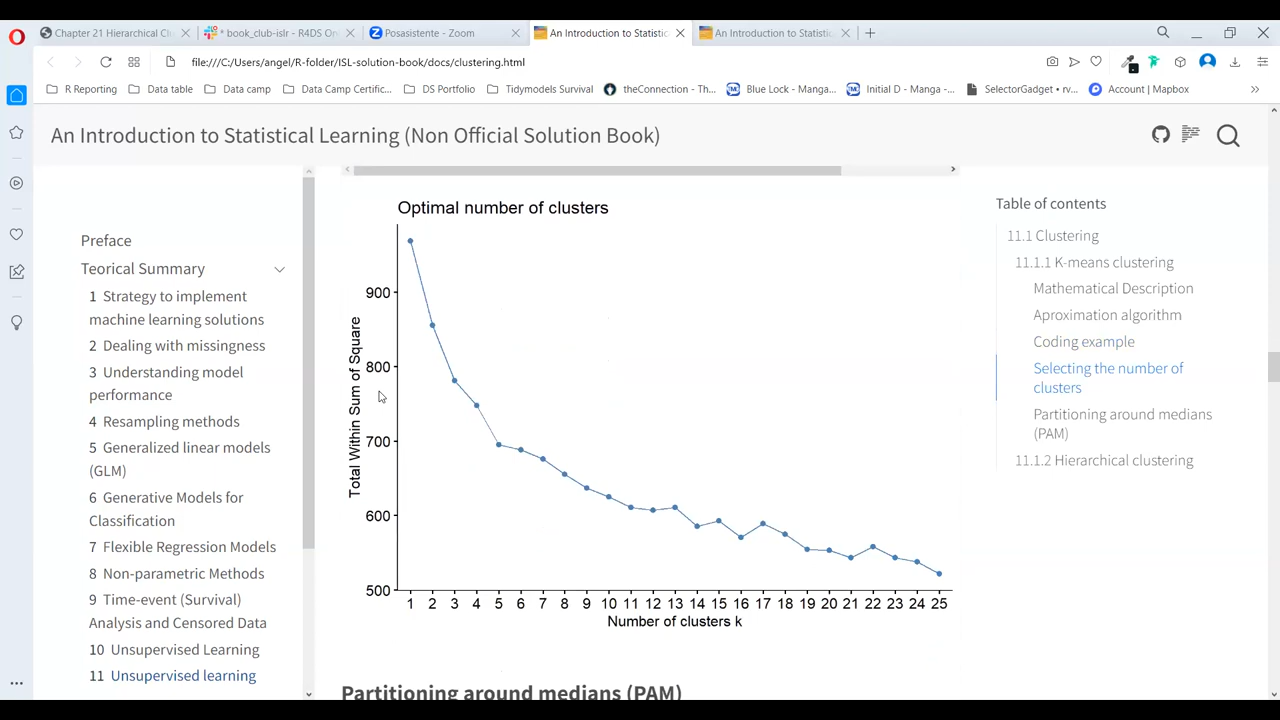 Chapter 21 Hierarchical Cl
* book_club-islr - R4DS On
Posasistente - Zoom
An Introduction to Statistic
An Introduction to Statistic
file:///C:/Users/angel/R-folder/ISL-solution-book/docs/clustering.html
R Reporting
Data table
Data camp
Data Camp Certific...
DS Portfolio
Tidymodels Survival
theConnection - Th...
Blue Lock - Manga...
Initial D - Manga -...
SelectorGadget • rv...
Account | Mapbox
An Introduction to Statistical Learning (Non Official Solution Book)
Preface
Teorical Summary
1 Strategy to implement
machine learning solutions
2 Dealing with missingness
3 Understanding model
performance
4 Resampling methods
5 Generalized linear models
(GLM)
6 Generative Models for
Classification
7 Flexible Regression Models
8 Non-parametric Methods
9 Time-event (Survival)
Analysis and Censored Data
10 Unsupervised Learning
11 Unsupervised learning
Optimal number of clusters
Total Within Sum of Square
900
800
700
600
500
1 2 3 4 5 6 7 8 9 10 11 12 13 14 15 16 17 18 19 20 21 22 23 24 25
Number of clusters k
Partitioning around medians (PAM)
Table of contents
11.1 Clustering
11.1.1 K-means clustering
Mathematical Description
Aproximation algorithm
Coding example
Selecting the number of
clusters
Partitioning around medians
(PAM)
11.1.2 Hierarchical clustering